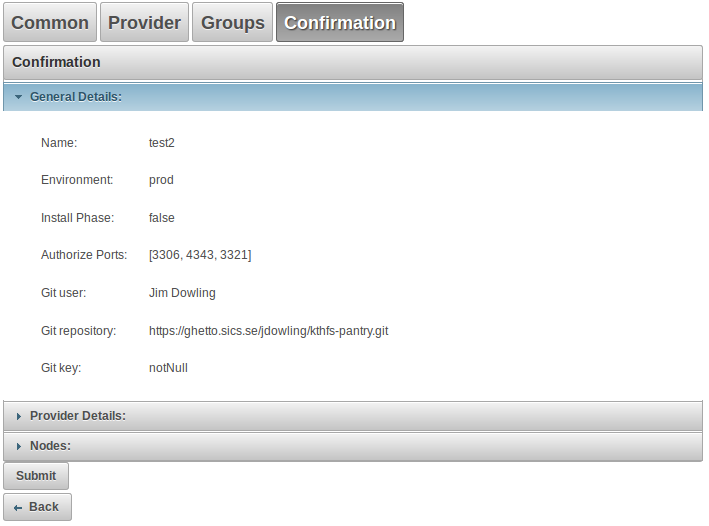 Common Provider Groups Confirmation
Confirmation
General Details:
Name: test2
Environment: prod
Install Phase: false
Authorize Ports: [3306, 4343, 3321]
Git user: Jim Dowling
Git repository: https://ghetto.sics.se/jdowling/kthfs-pantry.git
Git key: notNull
Provider Details:
Nodes:
Submit
Back